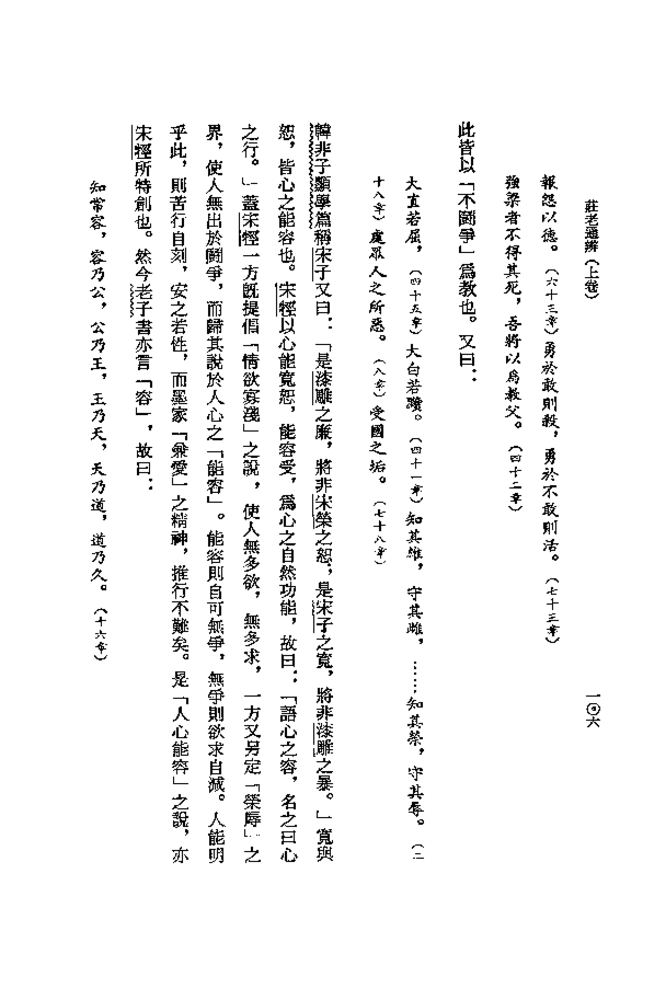 莊老通辨（上卷）
一〇六
報怨以德。（六十三章）勇於敢則殺，勇於不敢則活。（七十三章）
強梁者不得其死，吾將以爲敎父。（四十二章）
此皆以「不鬪爭」爲敎也。又曰：
大直若屈，（四十五章）大白若驖。（四十一章）知其雄，守其雌，……知其榮，守其辱。（二
十八章）處眾人之所惡。（八章）受國之垢。（七十八章）
韓非子顯學篇稱宋子又曰：「是漆雕之廉，將非宋榮之恕，是宋子之寬，將非漆雕之暴。」寬與
恕，皆心之能容也。宋牼以心能寬恕，能容受，爲心之自然功能，故曰：「語心之容，名之曰心
之行。」蓋宋牼一方旣提倡「情欲寡淺」之說，使人無多欲，無多求，一方又另定「榮辱」之
界，使人無出於鬪爭，而歸其說於人心之「能容」。能容則自可無爭，無爭則欲求自減。人能明
乎此，則苦行自刻，安之若性，而墨家「兼愛」之精神，推行不難矣。是「人心能容」之說，亦
宋牼所特創也。然今老子書亦言「容」，故曰：
知常容，容乃公，公乃王，王乃天，天乃道，道乃久。（十六章）